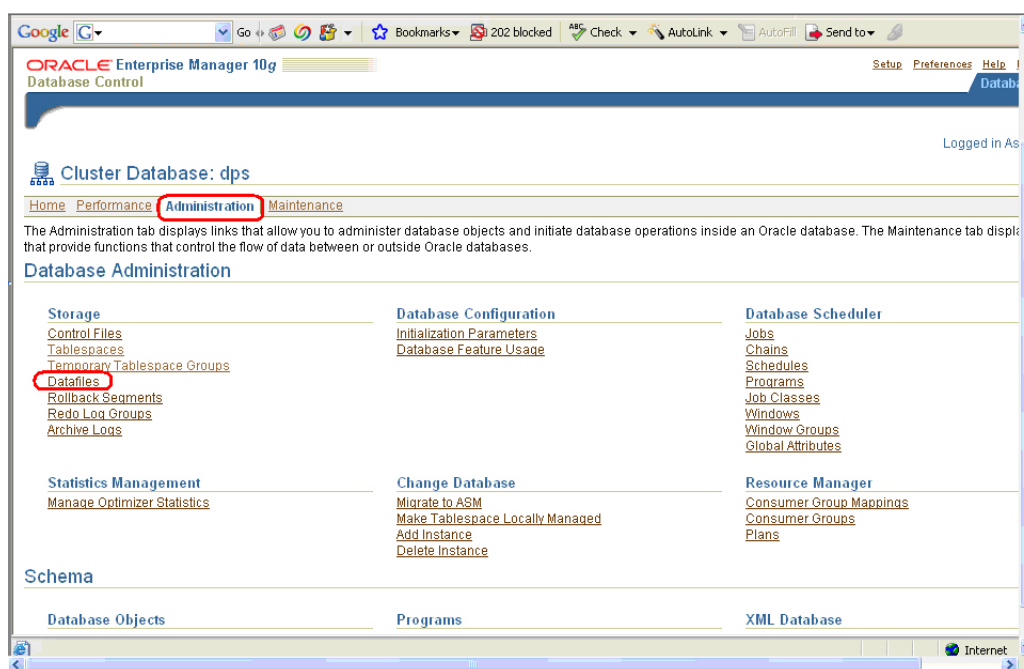 Google G Go Bookmarks 202 blocked ABC Check AutoLink AutoFill Send to
ORACLE Enterprise Manager 10g
Database Control
Setup Preferences Help
Logged in As
Cluster Database: dps
Home Performance Administration Maintenance
The Administration tab displays links that allow you to administer database objects and initiate database operations inside an Oracle database. The Maintenance tab
that provide functions that control the flow of data between or outside Oracle databases.
Database Administration
Storage
Control Files
Tablespaces
Temporary Tablespace Groups
Datafiles
Rollback Segments
Redo Log Groups
Archive Logs
Database Configuration
Initialization Parameters
Database Feature Usage
Database Scheduler
Jobs
Chains
Schedules
Programs
Job Classes
Windows
Window Groups
Global Attributes
Statistics Management
Manage Optimizer Statistics
Change Database
Migrate to ASM
Make Tablespace Locally Managed
Add Instance
Delete Instance
Resource Manager
Consumer Group Mappings
Consumer Groups
Plans
Schema
Database Objects
Programs
XML Database
Internet